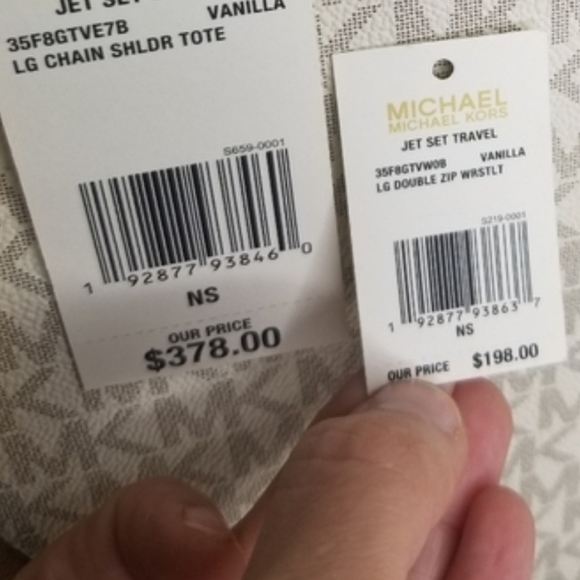 JET SET
35F8GTVE7B VANILLA
LG CHAIN SHLDR TOTE
S659-0001
1 92877 93846 0
NS
OUR PRICE
$378.00
MICHAEL
MICHAEL KORS
JET SET TRAVEL
35F8GTVW0B VANILLA
LG DOUBLE ZIP WRSTLT
S219-0001
1 92877 93863 7
NS
OUR PRICE $198.00